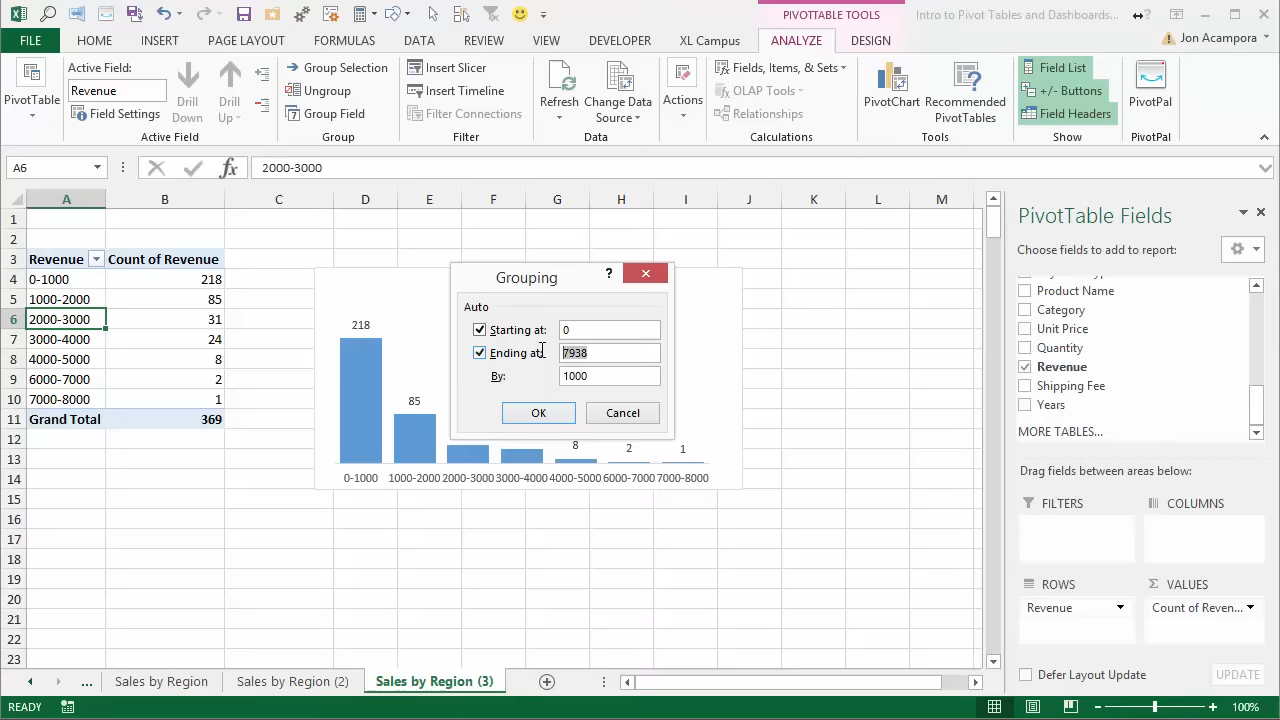 PIVOTTABLE TOOLS
Intro to Pivot Tables and Dashboards...
FILE HOME INSERT PAGE LAYOUT FORMULAS DATA REVIEW VIEW DEVELOPER XL Campus ANALYZE DESIGN Jon Acampora
PivotTable
Active Field:
Revenue
Field Settings
Drill Down
Drill Up
Active Field
Group Selection
Ungroup
Group Field
Group
Insert Slicer
Insert Timeline
Filter Connections
Filter
Refresh
Change Data Source
Data
Actions
Fields, Items, & Sets
OLAP Tools
Relationships
Calculations
PivotChart
Recommended PivotTables
Tools
Field List
+/- Buttons
Field Headers
Show
PivotPal
PivotPal
A6 fx 2000-3000
A B C D E F G H I J K L M
1
2
3 Revenue Count of Revenue
4 0-1000 218
5 1000-2000 85
6 2000-3000 31
7 3000-4000 24
8 4000-5000 8
9 6000-7000 2
10 7000-8000 1
11 Grand Total 369
12
13
14
15
16
17
18
19
20
21
22
23
218
85
8
2
1
0-1000 1000-2000 2000-3000 3000-4000 4000-5000 6000-7000 7000-8000
Grouping ?
Auto
Starting at: 0
Ending at: 7938
By: 1000
OK Cancel
PivotTable Fields
Choose fields to add to report:
Product Name
Category
Unit Price
Quantity
Revenue
Shipping Fee
Years
MORE TABLES...
Drag fields between areas below:
FILTERS COLUMNS
ROWS Σ VALUES
Revenue Count of Reven...
Defer Layout Update UPDATE
... Sales by Region Sales by Region (2) Sales by Region (3)
READY 100%